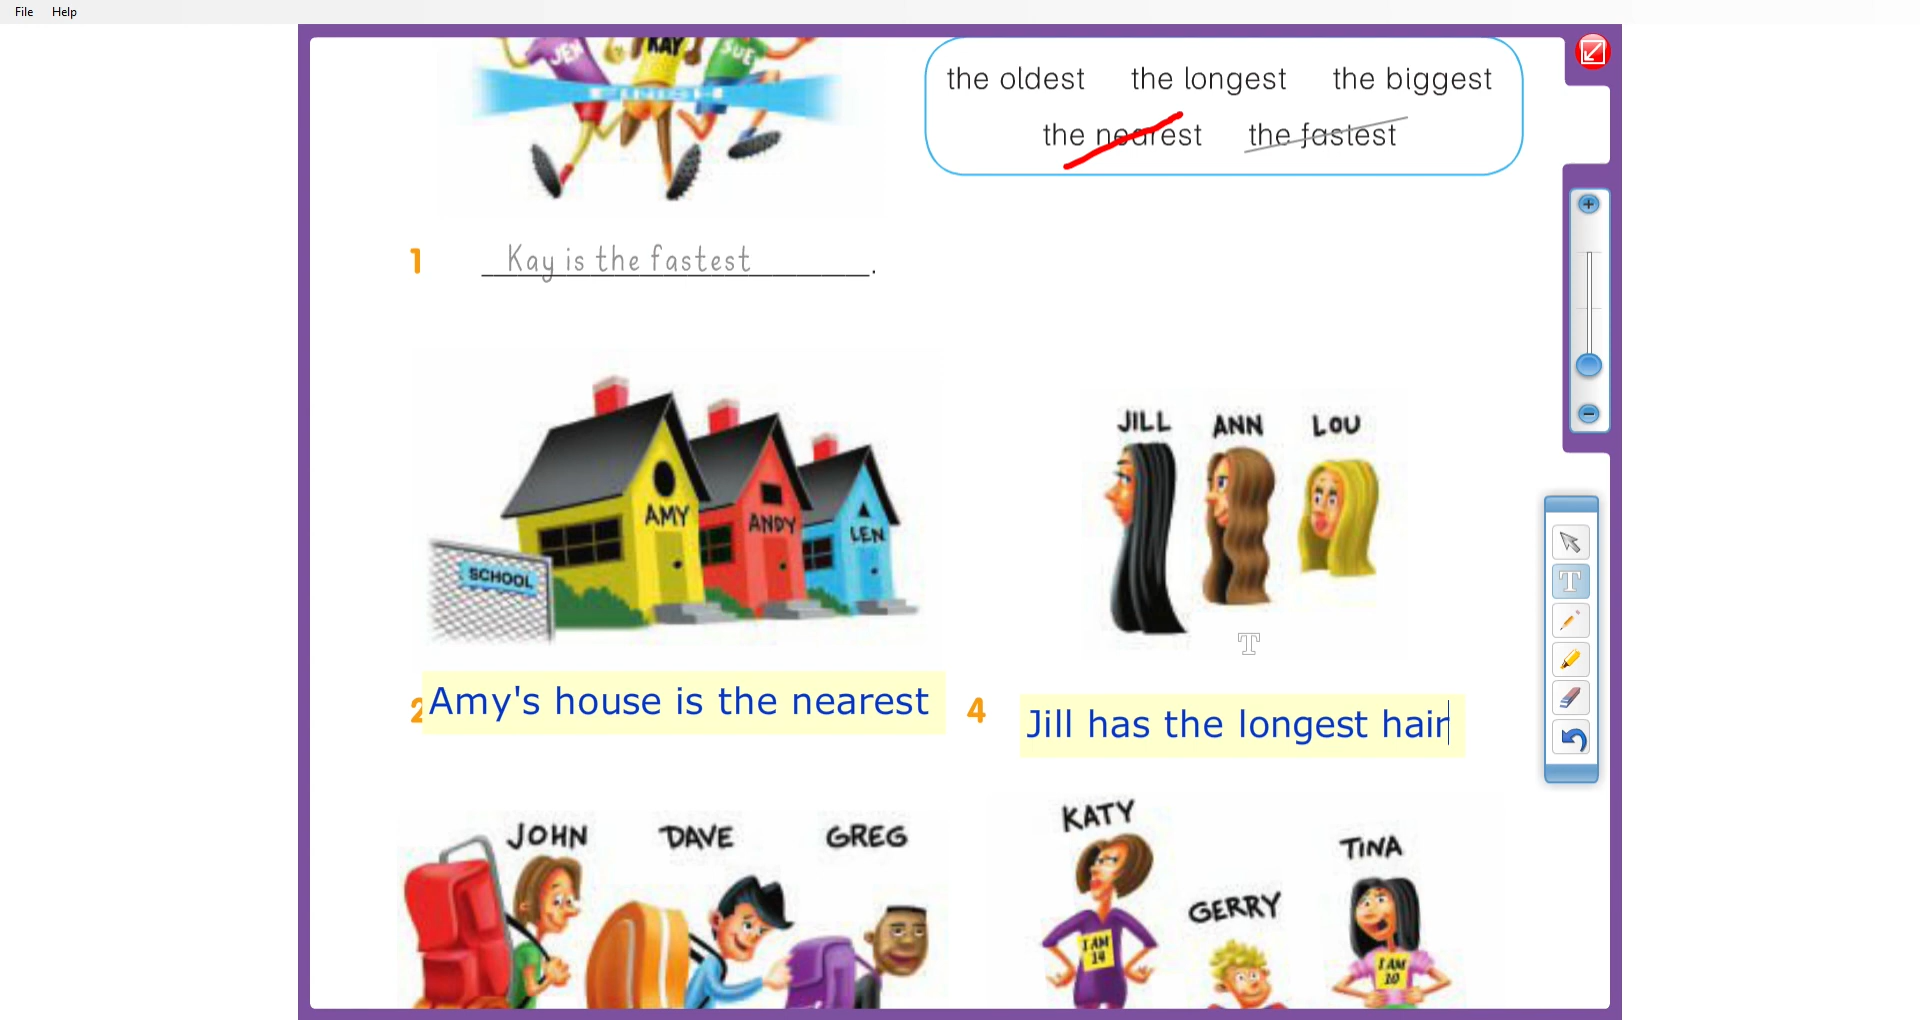 File Help
JEN KAY SUE
FINISH
the oldest the longest the biggest
the nearest the fastest
1 Kay is the fastest.
JILL ANN LOU
AMY ANDY LEN
SCHOOL
2 Amy's house is the nearest
4 Jill has the longest hair
JOHN DAVE GREG
KATY
TINA
GERRY
I AM
14
I AM
10